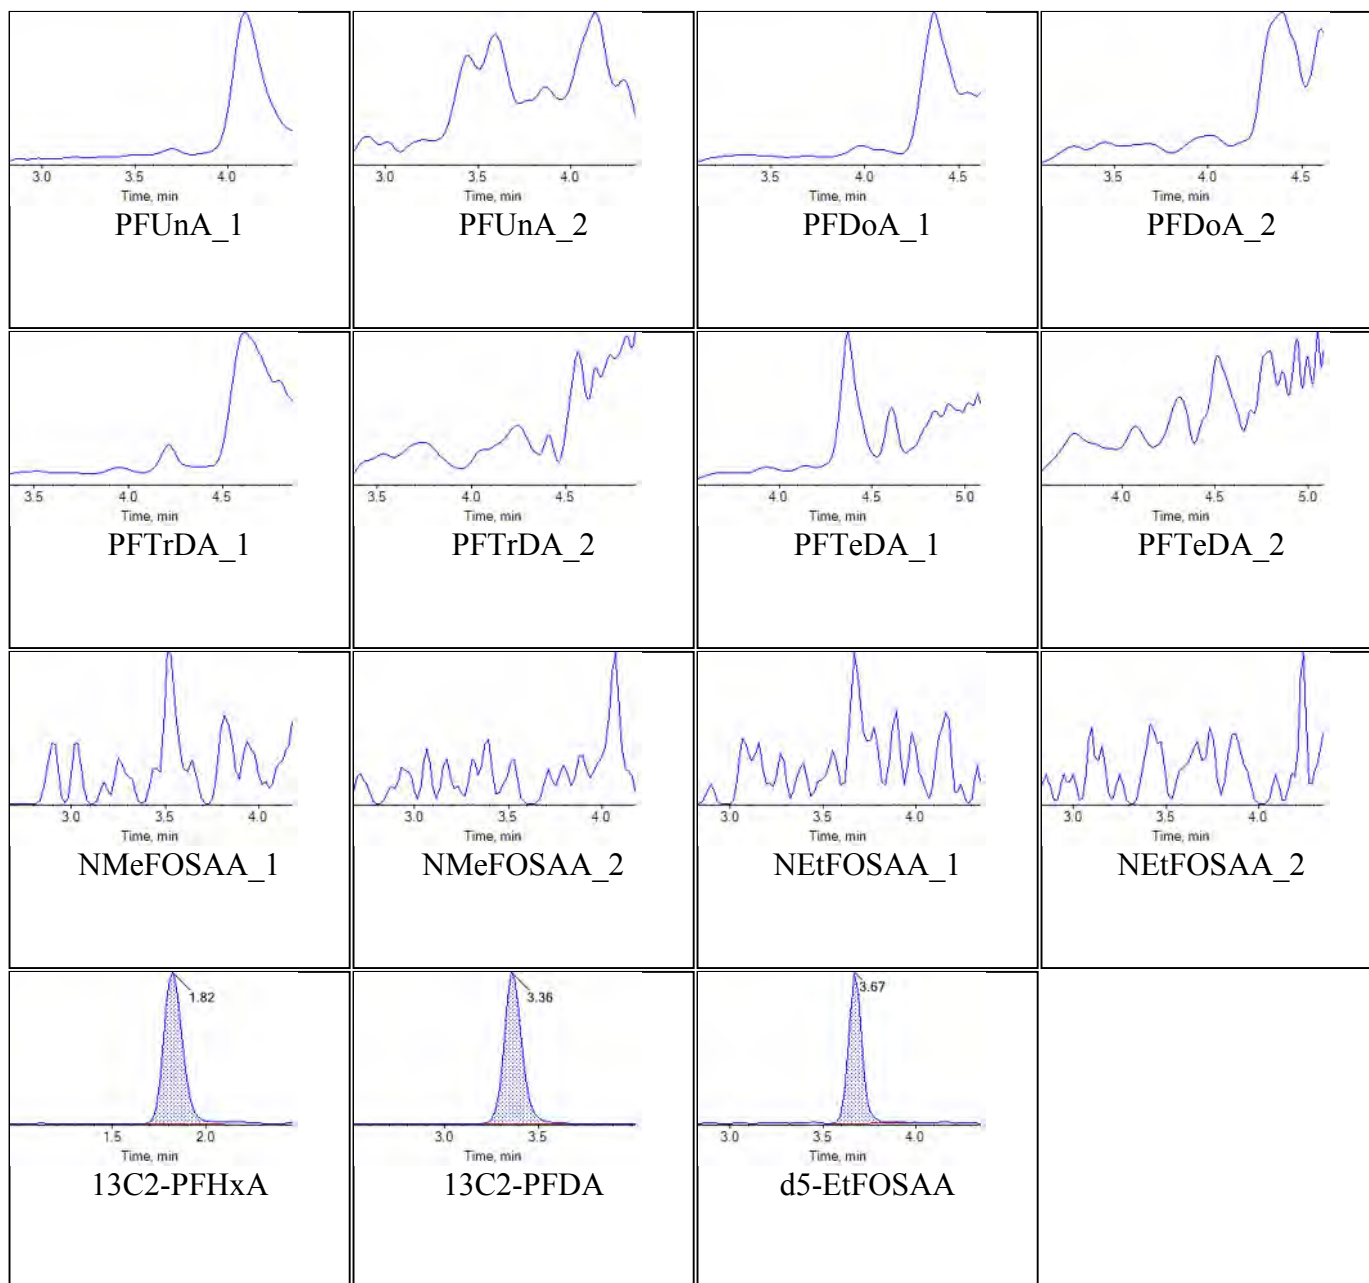 3.0 4.0
Time, min
PFUnA_1
3.0 3.5 4.0
Time, min
PFUnA_2
3.5 4.0 4.5
Time, min
PFDoA_1
3.5 4.0 4.5
Time, min
PFDoA_2
3.5 4.0 4.5
Time, min
PFTrDA_1
3.5 4.0 4.5
Time, min
PFTrDA_2
4.0 4.5 5.0
Time, min
PFTeDA_1
4.0 4.5 5.0
Time, min
PFTeDA_2
3.0 3.5 4.0
Time, min
NMeFOSAA_1
3.0 3.5 4.0
Time, min
NMeFOSAA_2
3.0 3.5 4.0
Time, min
NEtFOSAA_1
3.0 3.5 4.0
Time, min
NEtFOSAA_2
1.82
1.5 2.0
Time, min
13C2-PFHxA
3.36
3.0 3.5
Time, min
13C2-PFDA
3.67
3.0 3.5 4.0
Time, min
d5-EtFOSAA